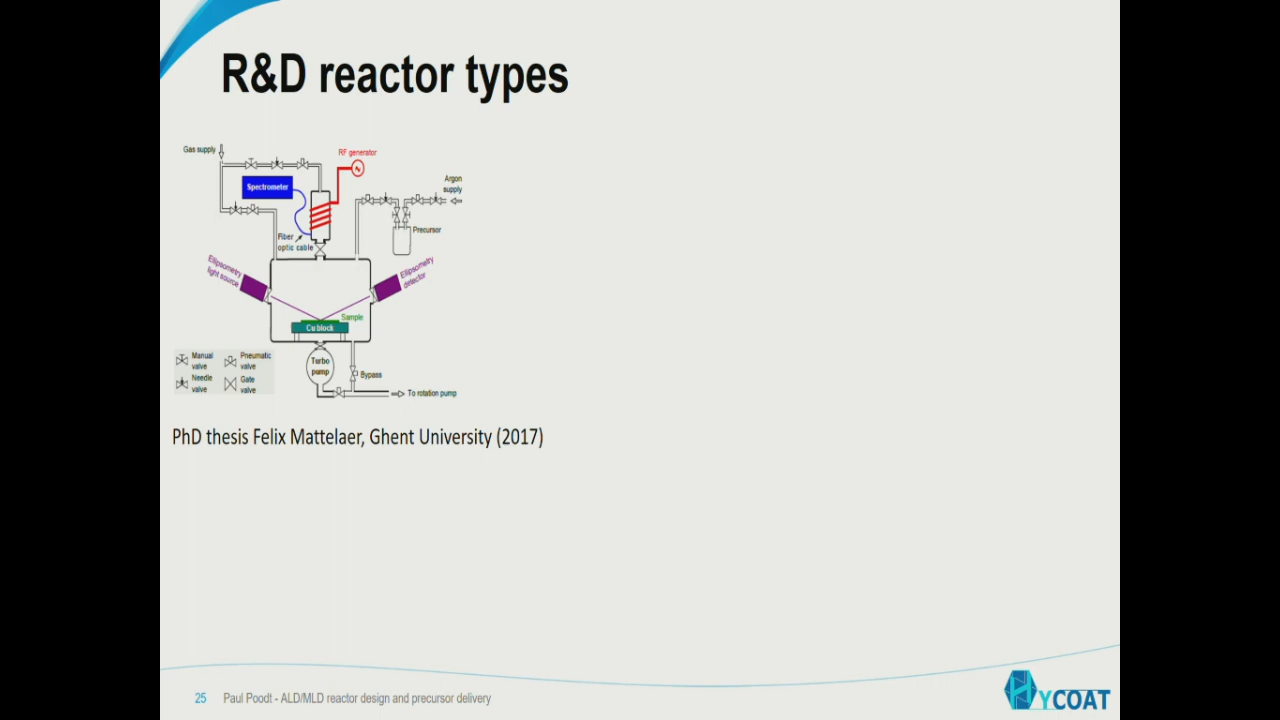 R&D reactor types
Gas supply
RF generator
Spectrometer
Argon
supply
Fiber
optic cable
Precursor
Ellipsometry
light source
Ellipsometry
detector
Sample
Cu block
Turbo
pump
Bypass
To rotation pump
Manual
valve
Pneumatic
valve
Needle
valve
Gate
valve
PhD thesis Felix Mattelaer, Ghent University (2017)
25 Paul Poodt - ALD/MLD reactor design and precursor delivery
HYCOAT